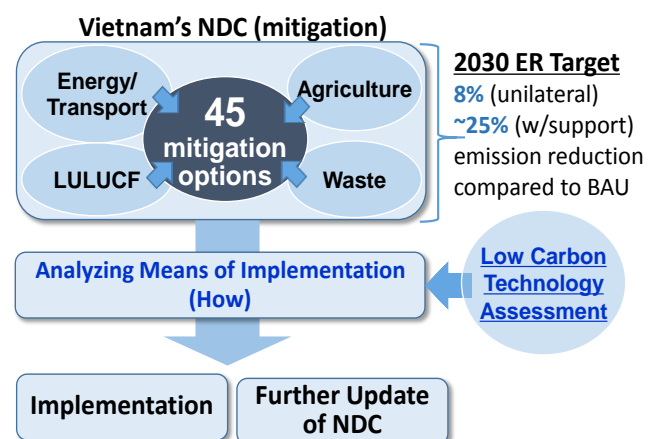 Vietnam's NDC (mitigation)
Energy/
Transport
Agriculture
45
mitigation
options
LULUCF
Waste
2030 ER Target
8% (unilateral)
~25% (w/support)
emission reduction
compared to BAU
Analyzing Means of Implementation
(How)
Low Carbon
Technology
Assessment
Implementation
Further Update
of NDC